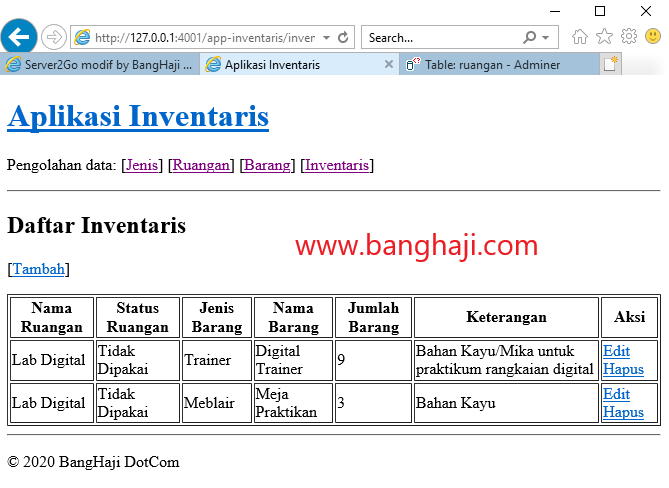 http://127.0.0.1:4001/app-inventaris/inver
Search...
Server2Go modif by BangHaji ...
Aplikasi Inventaris
Table: ruangan - Adminer
Aplikasi Inventaris
Pengolahan data: [Jenis] [Ruangan] [Barang] [Inventaris]
Daftar Inventaris
www.banghaji.com
[Tambah]
Nama Ruangan Status Ruangan Jenis Barang Nama Barang Jumlah Barang Keterangan Aksi
Lab Digital Tidak Dipakai Trainer Digital Trainer 9 Bahan Kayu/Mika untuk praktikum rangkaian digital Edit Hapus
Lab Digital Tidak Dipakai Meblair Meja Praktikan 3 Bahan Kayu Edit Hapus
© 2020 BangHaji DotCom